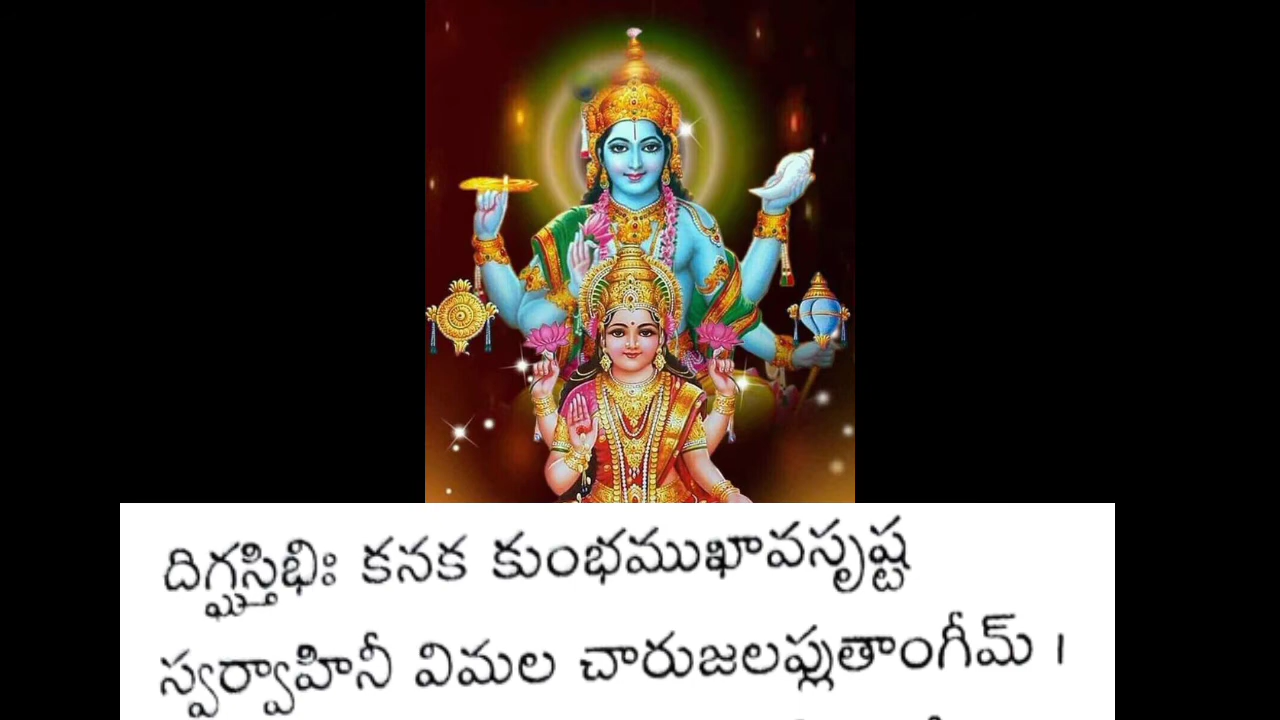 దిగ్ఘస్తిభిః కనక కుంభముఖావసృష్ట
స్వర్వాహినీ విమల చారుజలప్లుతాంగీమ్ ।